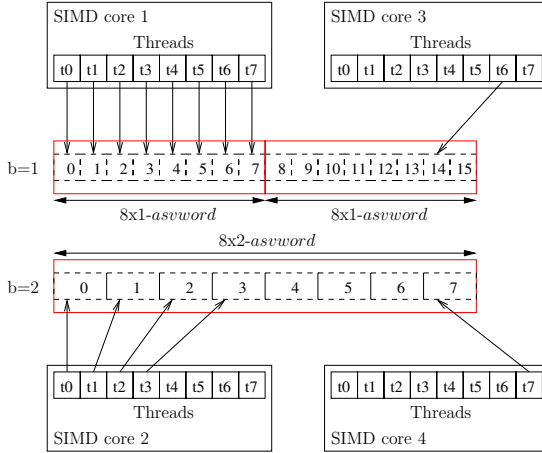 SIMD core 1 SIMD core 3
Threads Threads
t0 t1 t2 t3 t4 t5 t6 t7 t0 t1 t2 t3 t4 t5 t6 t7
b=1 0 1 2 3 4 5 6 7 8 9 10 11 12 13 14 15
8x1-asvword 8x1-asvword
8x2-asvword
b=2 0 1 2 3 4 5 6 7
t0 t1 t2 t3 t4 t5 t6 t7 t0 t1 t2 t3 t4 t5 t6 t7
Threads Threads
SIMD core 2 SIMD core 4